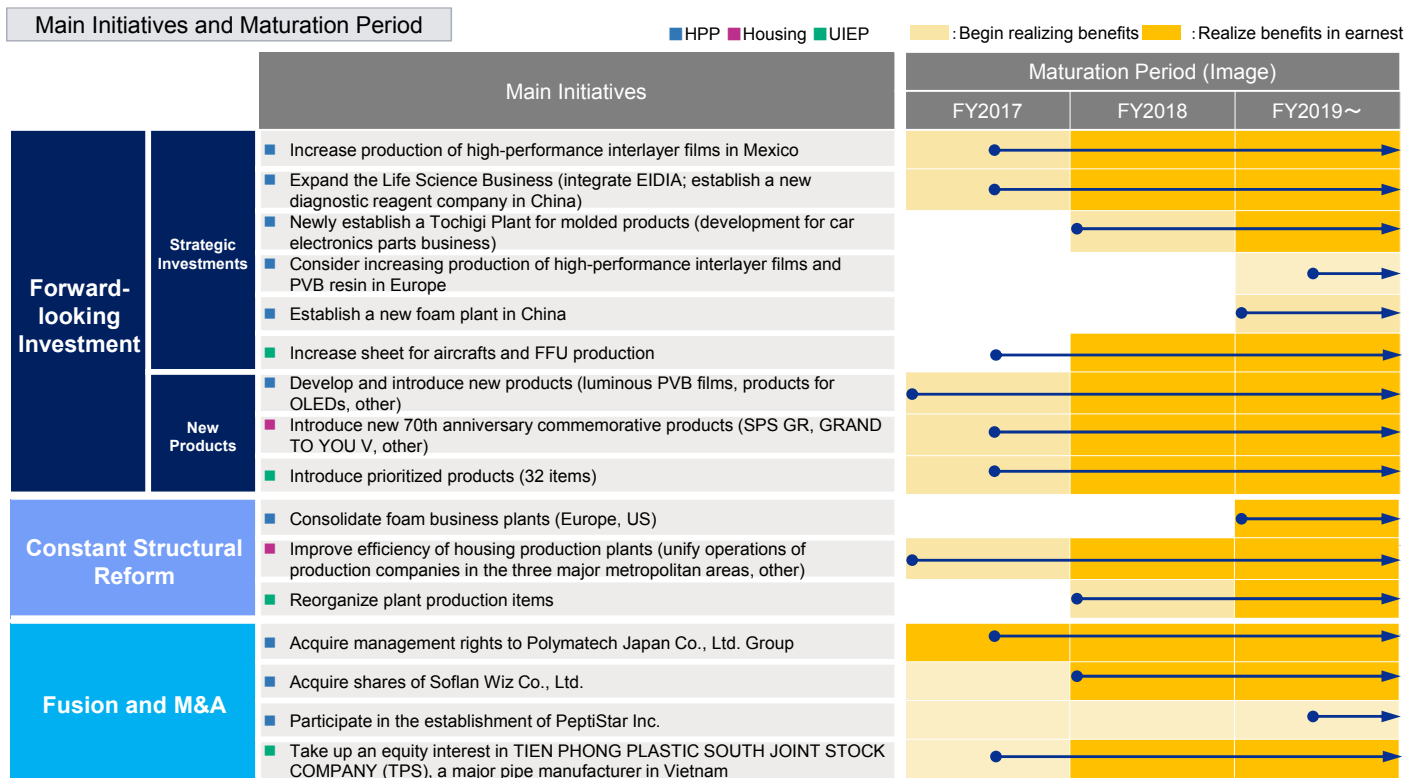 Main Initiatives and Maturation Period
HPP Housing UIEP
: Begin realizing benefits : Realize benefits in earnest
Main Initiatives
Maturation Period (Image)
FY2017 FY2018 FY2019～
Forward-
looking
Investment
Strategic
Investments
Increase production of high-performance interlayer films in Mexico
Expand the Life Science Business (integrate EIDIA; establish a new
diagnostic reagent company in China)
Newly establish a Tochigi Plant for molded products (development for car
electronics parts business)
Consider increasing production of high-performance interlayer films and
PVB resin in Europe
Establish a new foam plant in China
Increase sheet for aircrafts and FFU production
New
Products
Develop and introduce new products (luminous PVB films, products for
OLEDs, other)
Introduce new 70th anniversary commemorative products (SPS GR, GRAND
TO YOU V, other)
Introduce prioritized products (32 items)
Constant Structural
Reform
Consolidate foam business plants (Europe, US)
Improve efficiency of housing production plants (unify operations of
production companies in the three major metropolitan areas, other)
Reorganize plant production items
Fusion and M&A
Acquire management rights to Polymatech Japan Co., Ltd. Group
Acquire shares of Soflan Wiz Co., Ltd.
Participate in the establishment of PeptiStar Inc.
Take up an equity interest in TIEN PHONG PLASTIC SOUTH JOINT STOCK
COMPANY (TPS), a major pipe manufacturer in Vietnam